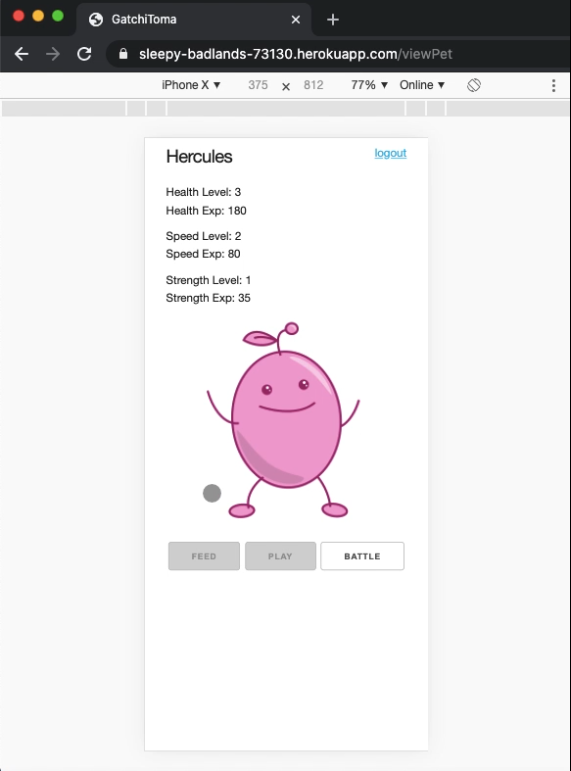 GatchiToma
sleepy-badlands-73130.herokuapp.com/viewPet
iPhone X ▼ 375 × 812 77% ▼ Online ▼
Hercules
logout
Health Level: 3
Health Exp: 180
Speed Level: 2
Speed Exp: 80
Strength Level: 1
Strength Exp: 35
FEED PLAY BATTLE